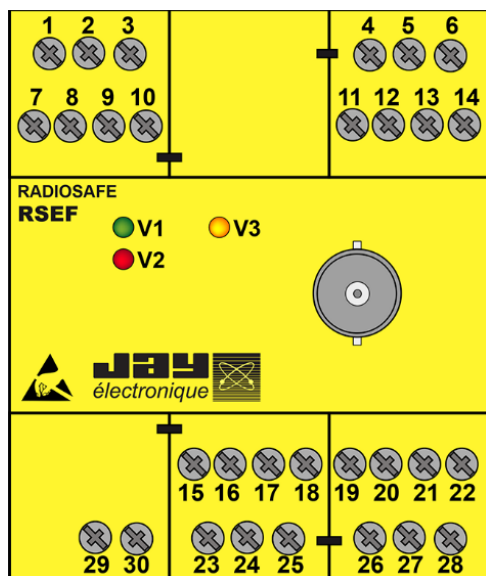 1 2 3 4 5 6
7 8 9 10 11 12 13 14
RADIOSAFE
RSEF
V1 V3
V2
Jay
électronique
15 16 17 18 19 20 21 22
29 30 23 24 25 26 27 28